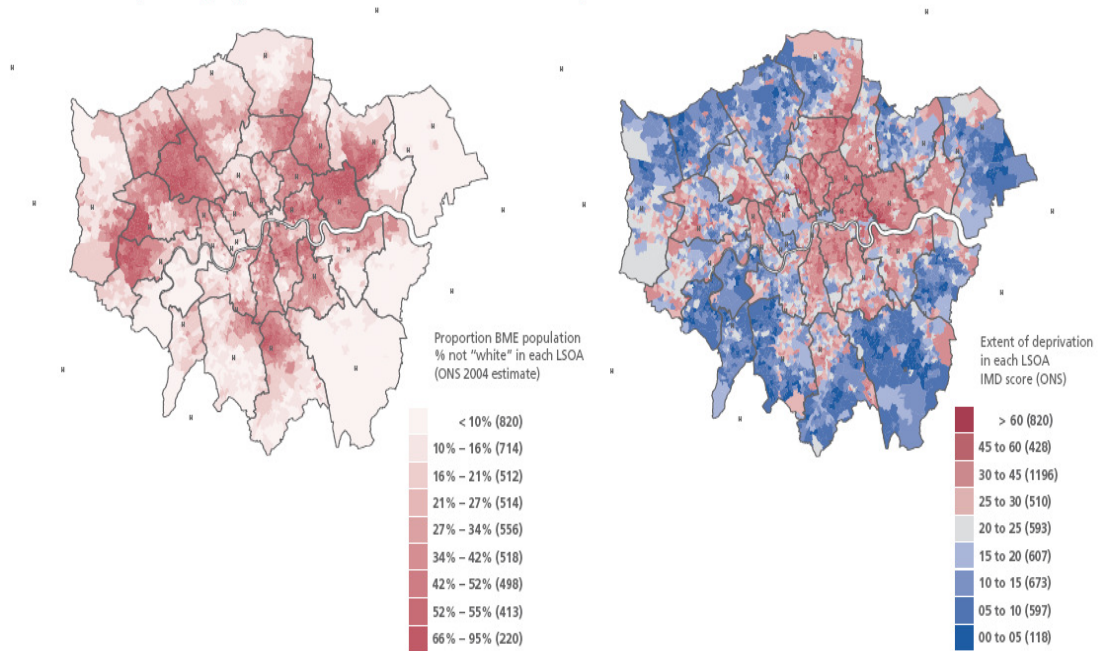 Proportion BME population
% not “white” in each LSOA
(ONS 2004 estimate)
< 10% (820)
10% – 16% (714)
16% – 21% (512)
21% – 27% (514)
27% – 34% (556)
34% – 42% (518)
42% – 52% (498)
52% – 55% (413)
66% – 95% (220)
Extent of deprivation
in each LSOA
IMD score (ONS)
> 60 (820)
45 to 60 (428)
30 to 45 (1196)
25 to 30 (510)
20 to 25 (593)
15 to 20 (607)
10 to 15 (673)
05 to 10 (597)
00 to 05 (118)